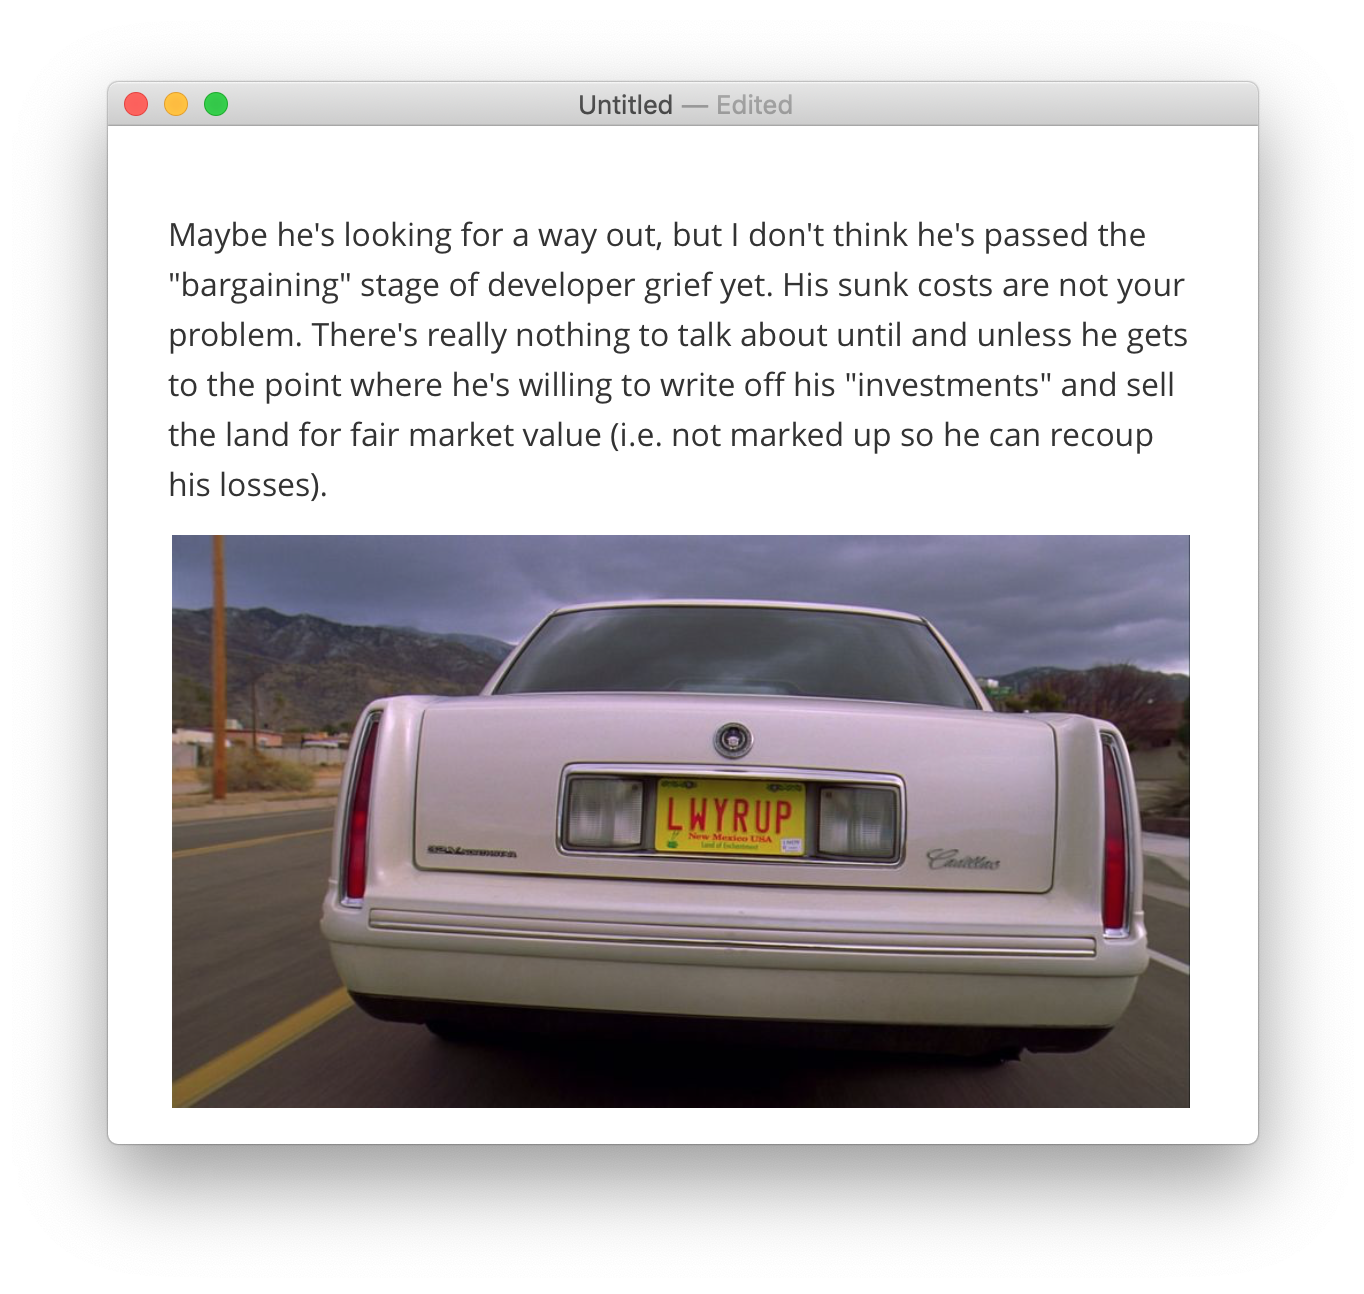 Untitled — Edited
Maybe he's looking for a way out, but I don't think he's passed the
"bargaining" stage of developer grief yet. His sunk costs are not your
problem. There's really nothing to talk about until and unless he gets
to the point where he's willing to write off his "investments" and sell
the land for fair market value (i.e. not marked up so he can recoup
his losses).
LWYRUP
New Mexico USA
Land of Enchantment
Cadillac